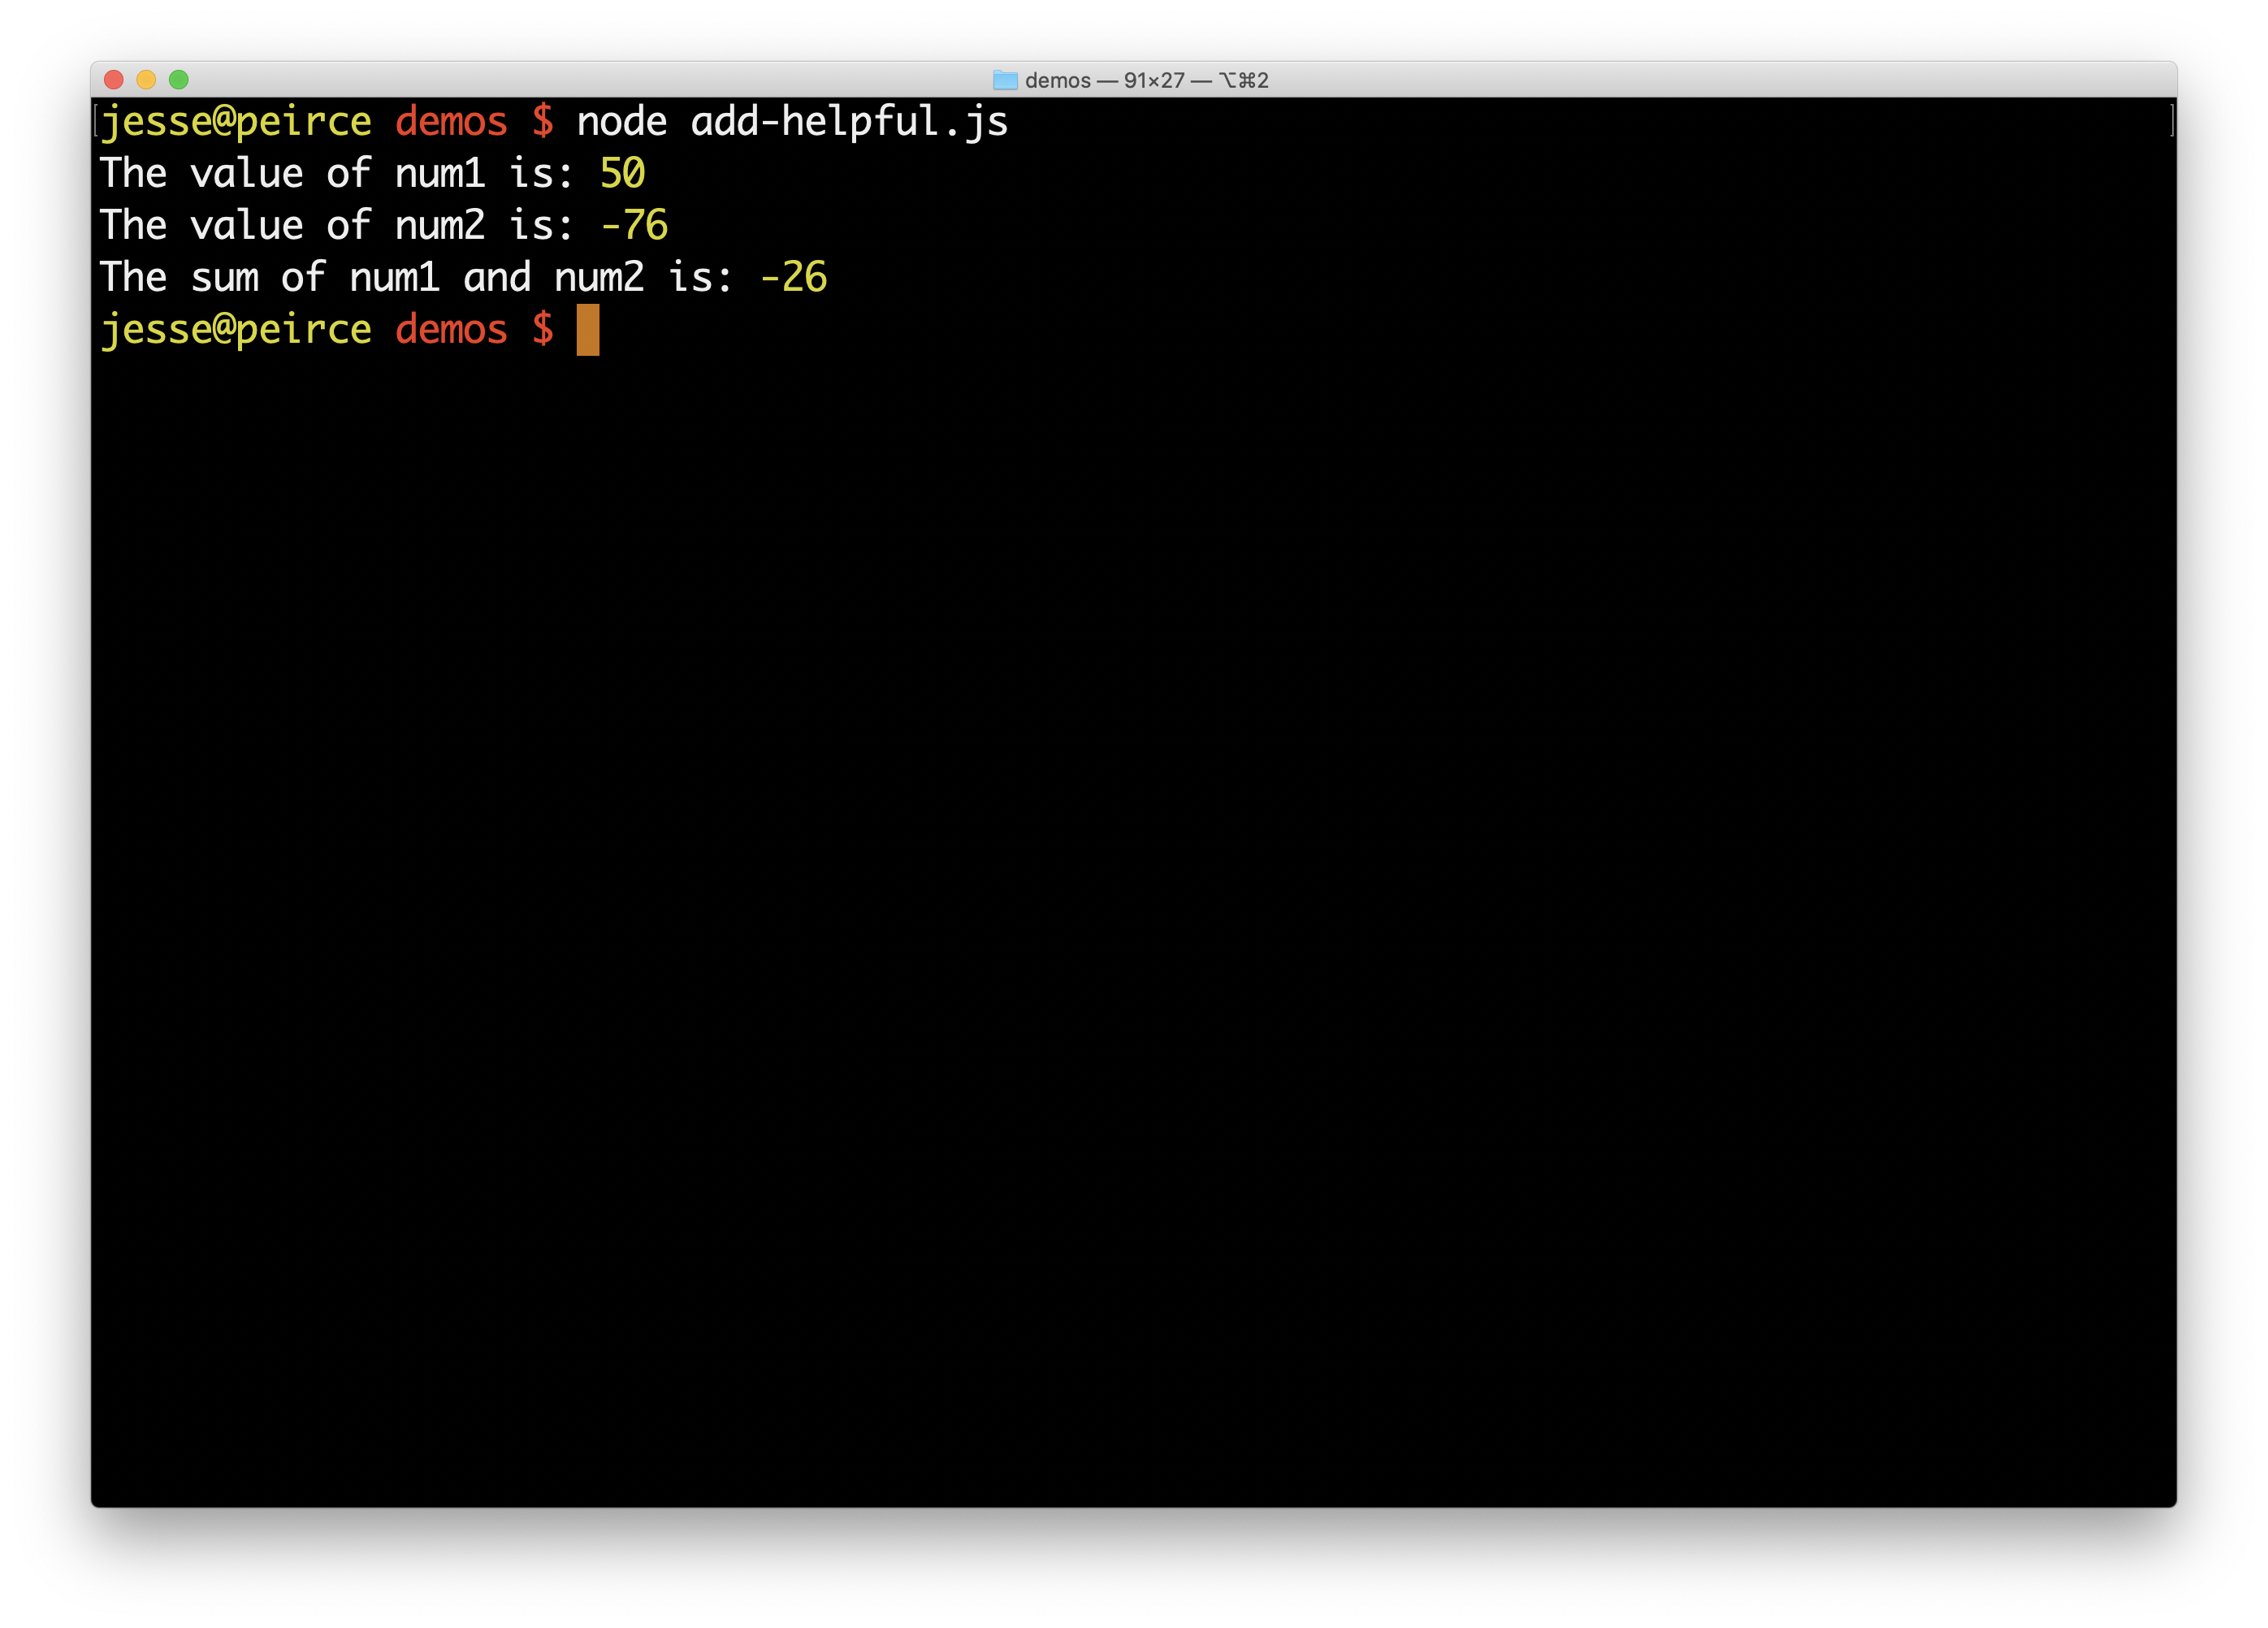 demos — 91×27 — ⌥⌘2
[jesse@peirce demos $ node add-helpful.js ]
The value of num1 is: 50
The value of num2 is: -76
The sum of num1 and num2 is: -26
jesse@peirce demos $